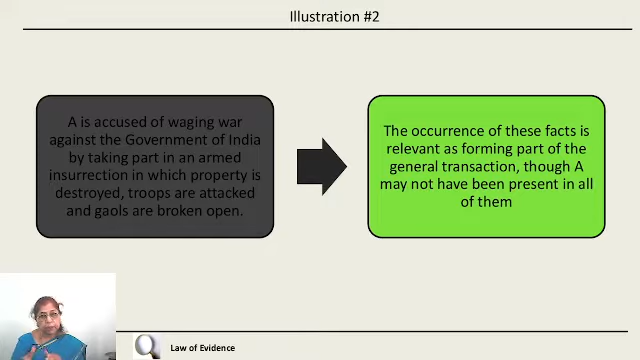 Illustration #2
A is accused of waging war
against the Government of India
by taking part in an armed
insurrection in which property is
destroyed, troops are attacked
and gaols are broken open.
The occurrence of these facts is
relevant as forming part of the
general transaction, though A
may not have been present in all
of them
Law of Evidence